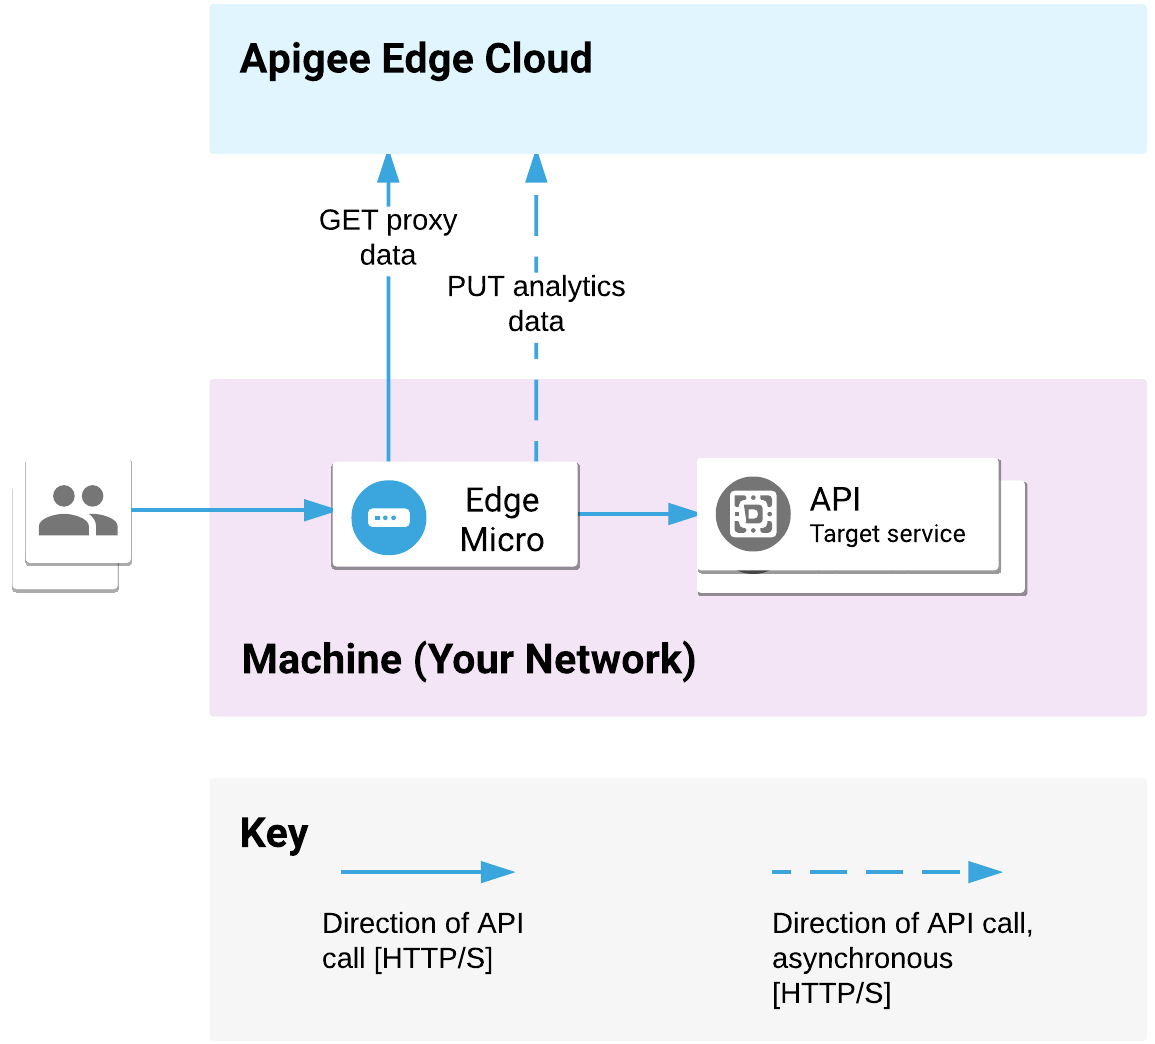 Apigee Edge Cloud
GET proxy
data
PUT analytics
data
Edge
Micro
API
Target service
Machine (Your Network)
Key
Direction of API
call [HTTP/S]
Direction of API call,
asynchronous
[HTTP/S]